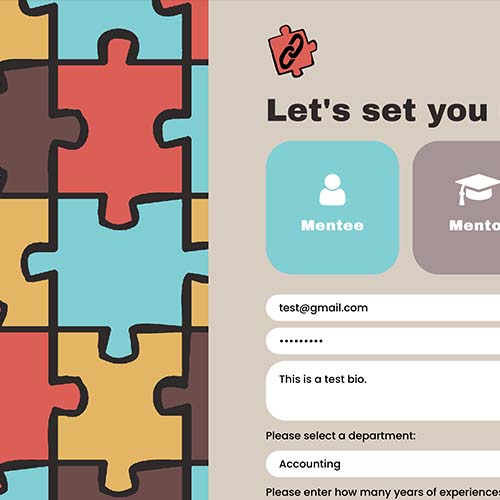 Let's set you
Mentee
Mento
test@gmail.com
•••••••••
This is a test bio.
Please select a department:
Accounting
Please enter how many years of experience